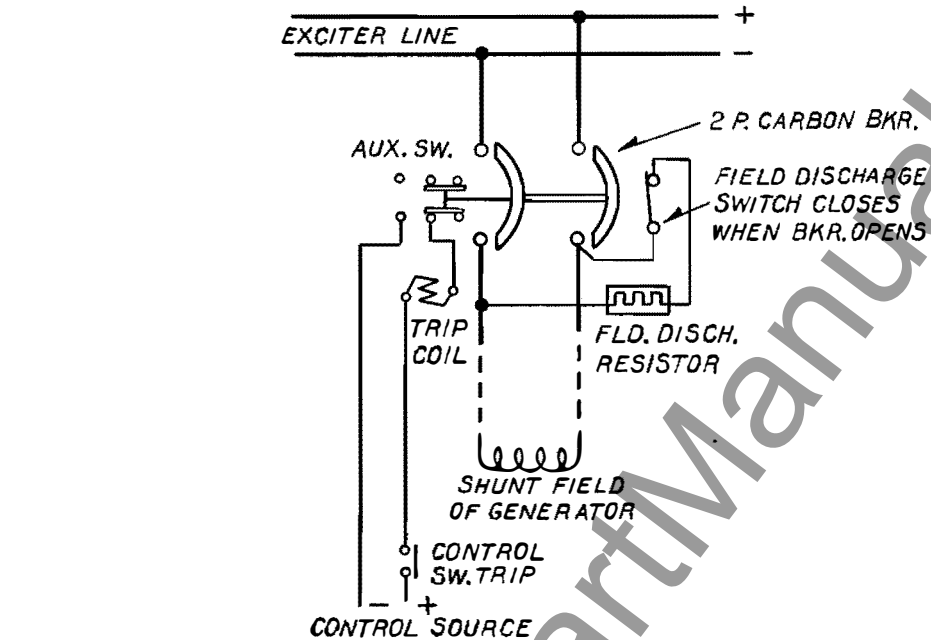 +
EXCITER LINE
−
2 P. CARBON BKR.
AUX. SW.
FIELD DISCHARGE
SWITCH CLOSES
WHEN BKR. OPENS
TRIP
COIL
FLD. DISCH.
RESISTOR
SHUNT FIELD
OF GENERATOR
CONTROL
SW. TRIP
− +
CONTROL SOURCE
artManua